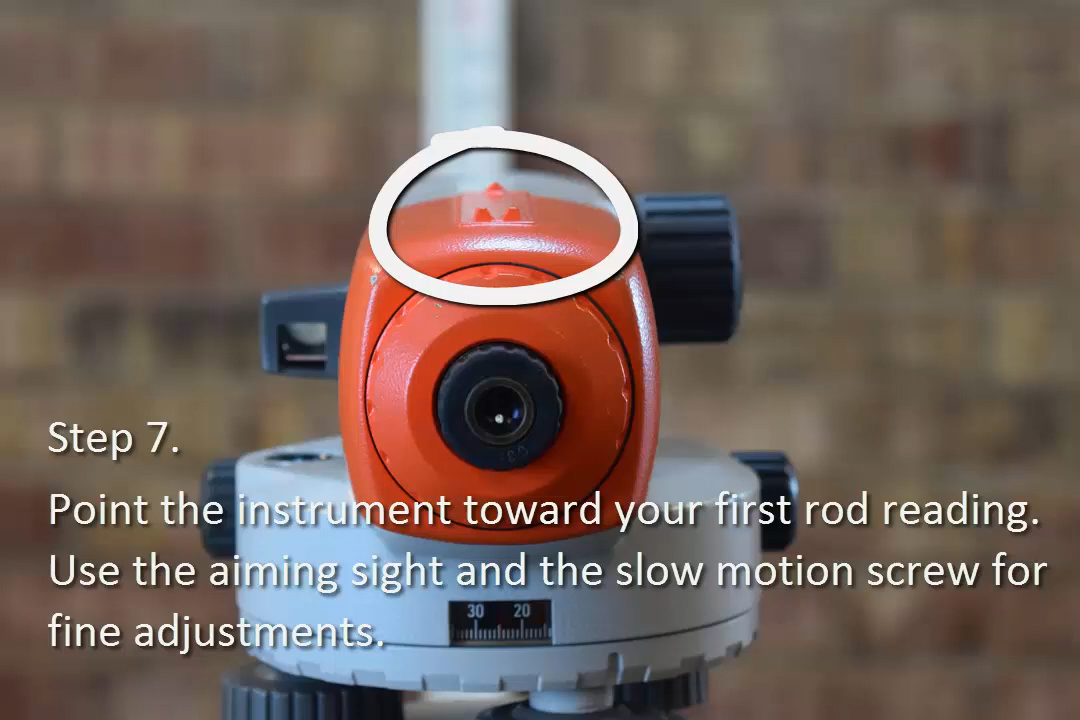 Step 7.
Point the instrument toward your first rod reading.
Use the aiming sight and the slow motion screw for
fine adjustments.
30 20